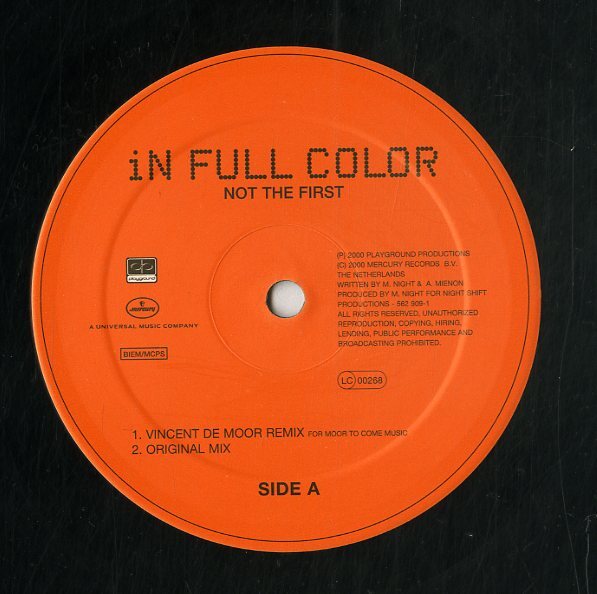 iN FULL COLOR
NOT THE FIRST
playground
mercury
A UNIVERSAL MUSIC COMPANY
BIEM/MCPS
(P) 2000 PLAYGROUND PRODUCTIONS
(C) 2000 MERCURY RECORDS B.V.
THE NETHERLANDS
WRITTEN BY M. NIGHT & A. MIENON
PRODUCED BY M. NIGHT FOR NIGHT SHIFT
PRODUCTIONS - 562 909-1
ALL RIGHTS RESERVED, UNAUTHORIZED
REPRODUCTION, COPYING, HIRING,
LENDING, PUBLIC PERFORMANCE AND
BROADCASTING PROHIBITED.
LC 00268
1. VINCENT DE MOOR REMIX FOR MOOR TO COME MUSIC
2. ORIGINAL MIX
SIDE A